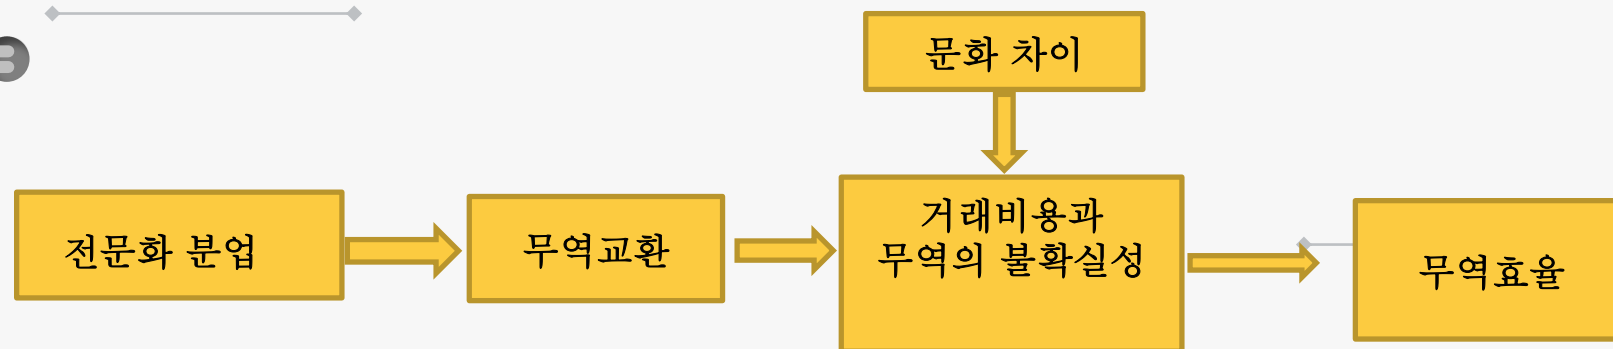 문화 차이
전문화 분업
무역교환
거래비용과
무역의 불확실성
무역효율